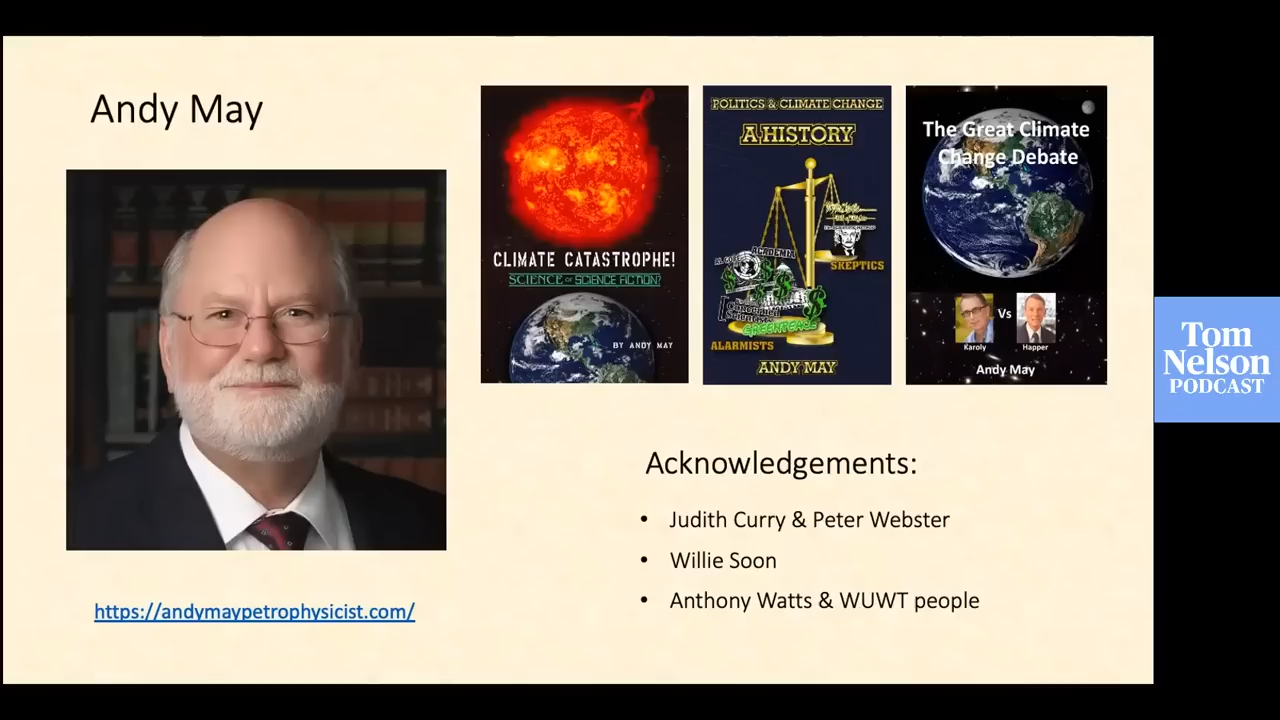 Andy May
CLIMATE CATASTROPHE!
SCIENCE or SCIENCE FICTION?
BY ANDY MAY
POLITICS & CLIMATE CHANGE
A HISTORY
SKEPTICS
ACADEMIA
AL GORE
Concerned
Scientists
GREENPEACE
ALARMISTS
ANDY MAY
The Great Climate
Change Debate
Vs
Karoly
Happer
Andy May
Tom
Nelson
PODCAST
Acknowledgements:
• Judith Curry & Peter Webster
• Willie Soon
• Anthony Watts & WUWT people
https://andymaypetrophysicist.com/